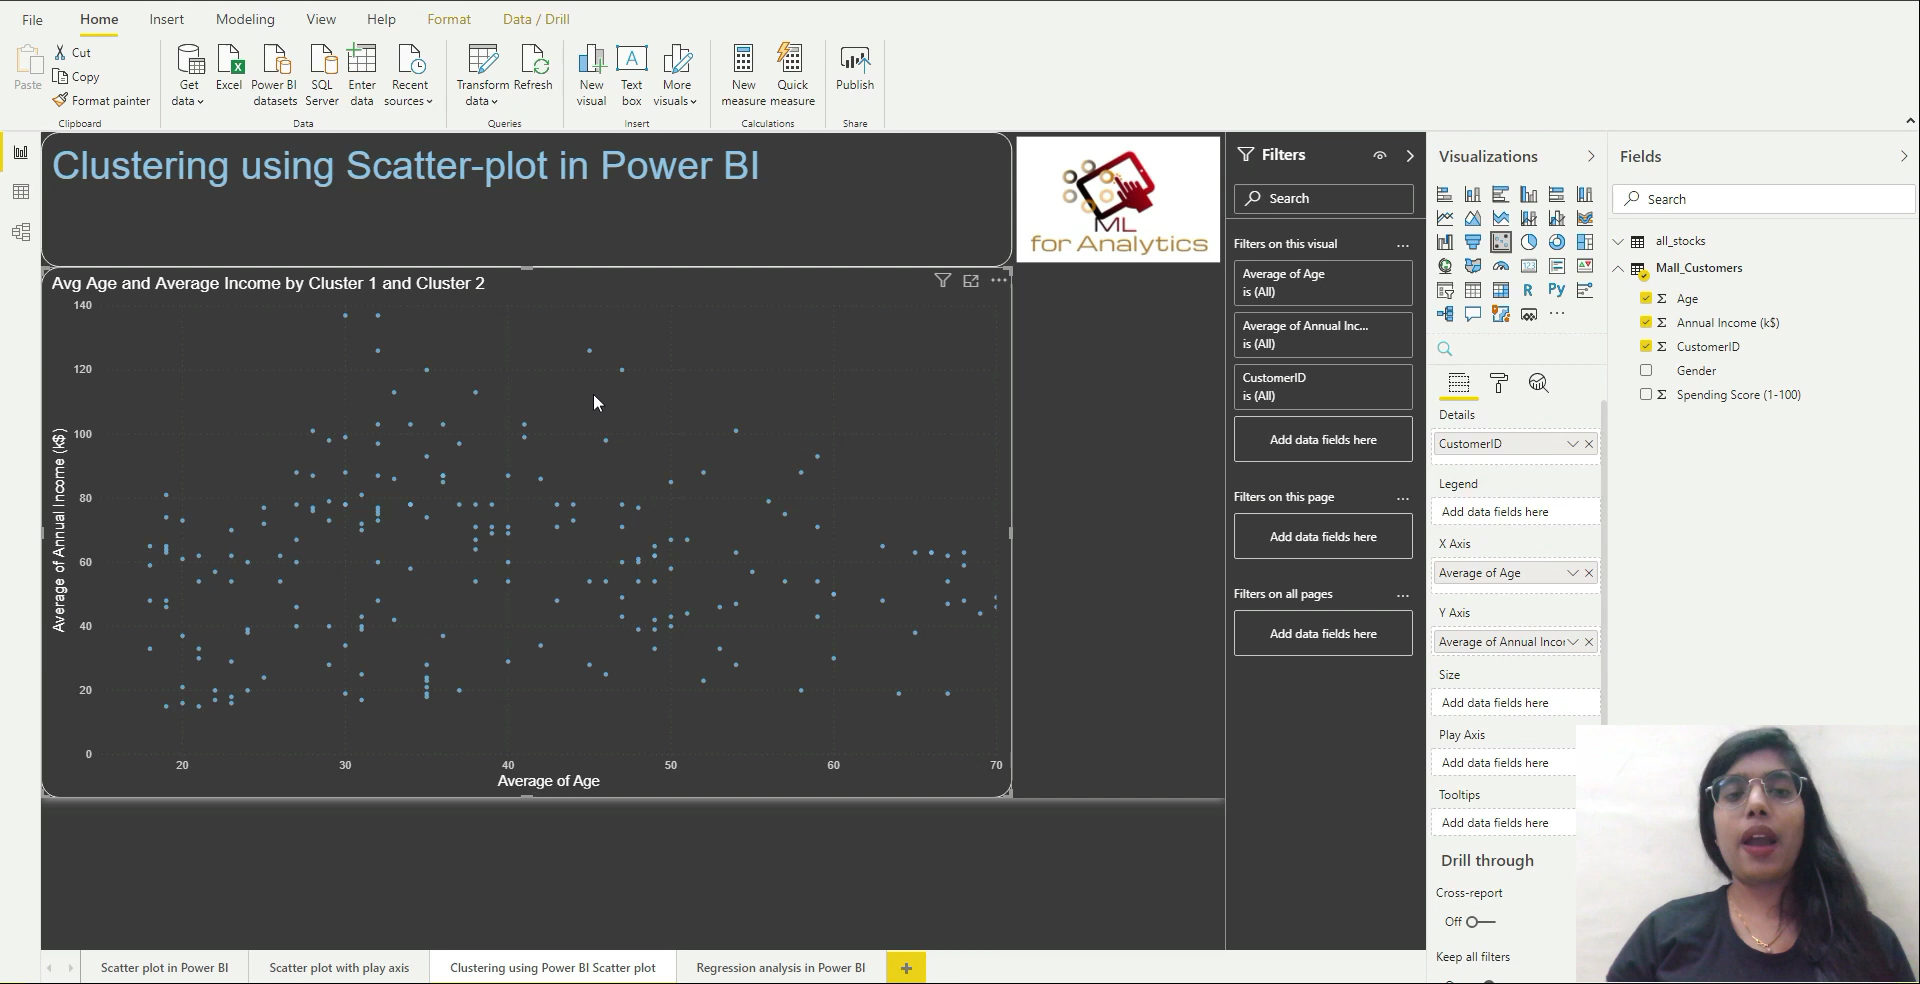 File
Home
Insert
Modeling
View
Help
Format
Data / Drill
Paste
Cut
Copy
Format painter
Clipboard
Get data
Excel
Power BI datasets
SQL Server
Enter data
Recent sources
Data
Transform data
Refresh
Queries
New visual
Text box
More visuals
Insert
New measure
Quick measure
Calculations
Publish
Share
Clustering using Scatter-plot in Power BI
ML
for Analytics
Avg Age and Average Income by Cluster 1 and Cluster 2
140
120
100
80
60
40
20
0
Average of Annual Income (k$)
20
30
40
50
60
70
Average of Age
Filters
Search
Filters on this visual
Average of Age
is (All)
Average of Annual Inc...
is (All)
CustomerID
is (All)
Add data fields here
Filters on this page
Add data fields here
Filters on all pages
Add data fields here
Visualizations
123
R
Py
Details
CustomerID
Legend
Add data fields here
X Axis
Average of Age
Y Axis
Average of Annual Incor
Size
Add data fields here
Play Axis
Add data fields here
Tooltips
Add data fields here
Drill through
Cross-report
Off
Keep all filters
Fields
Search
all_stocks
Mall_Customers
Age
Annual Income (k$)
CustomerID
Gender
Spending Score (1-100)
Scatter plot in Power BI
Scatter plot with play axis
Clustering using Power BI Scatter plot
Regression analysis in Power BI